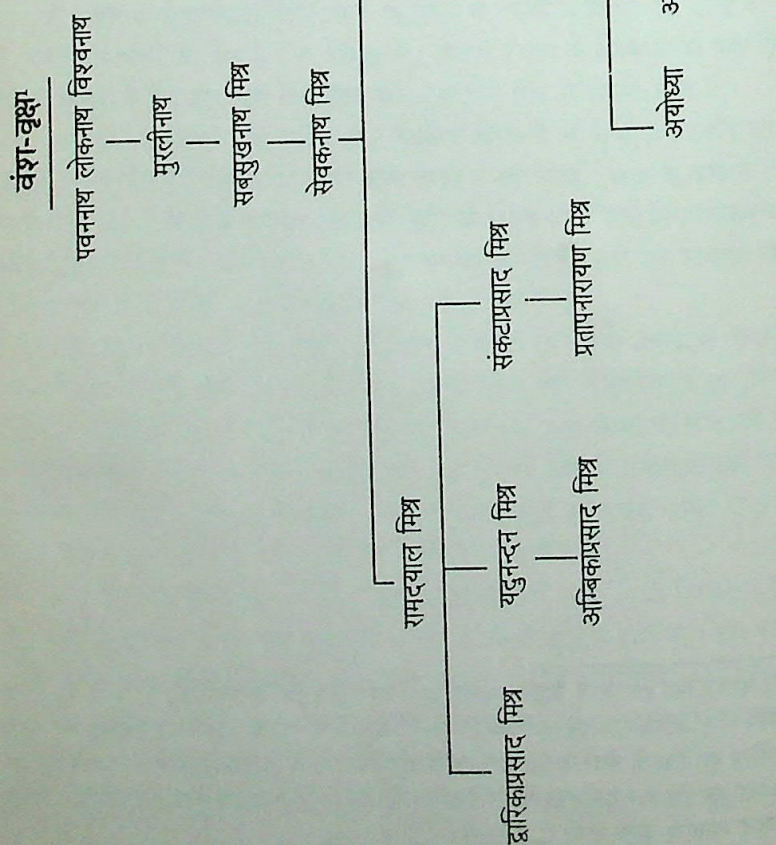 वंश-वृक्ष¹
पवननाथ लोकनाथ विश्वनाथ
मुरलीनाथ
सबसुखनाथ मिश्र
सेवकनाथ मिश्र
रामदयाल मिश्र
द्वारिकाप्रसाद मिश्र यदुनन्दन मिश्र संकटाप्रसाद मिश्र
अम्बिकाप्रसाद मिश्र प्रतापनारायण मिश्र
अयोध्या